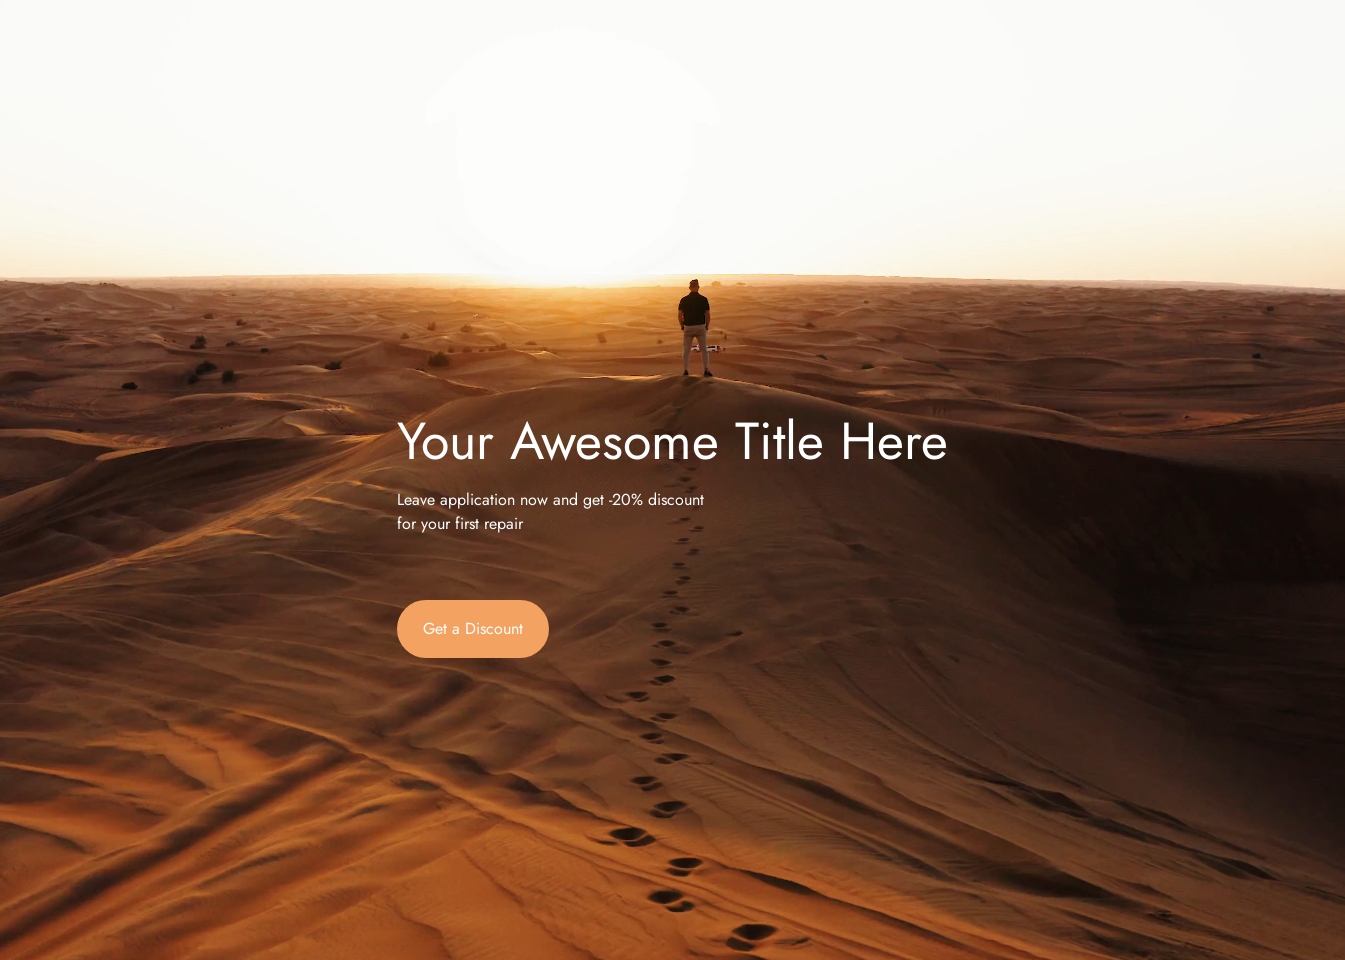 Your Awesome Title Here
Leave application now and get -20% discount
for your first repair
Get a Discount